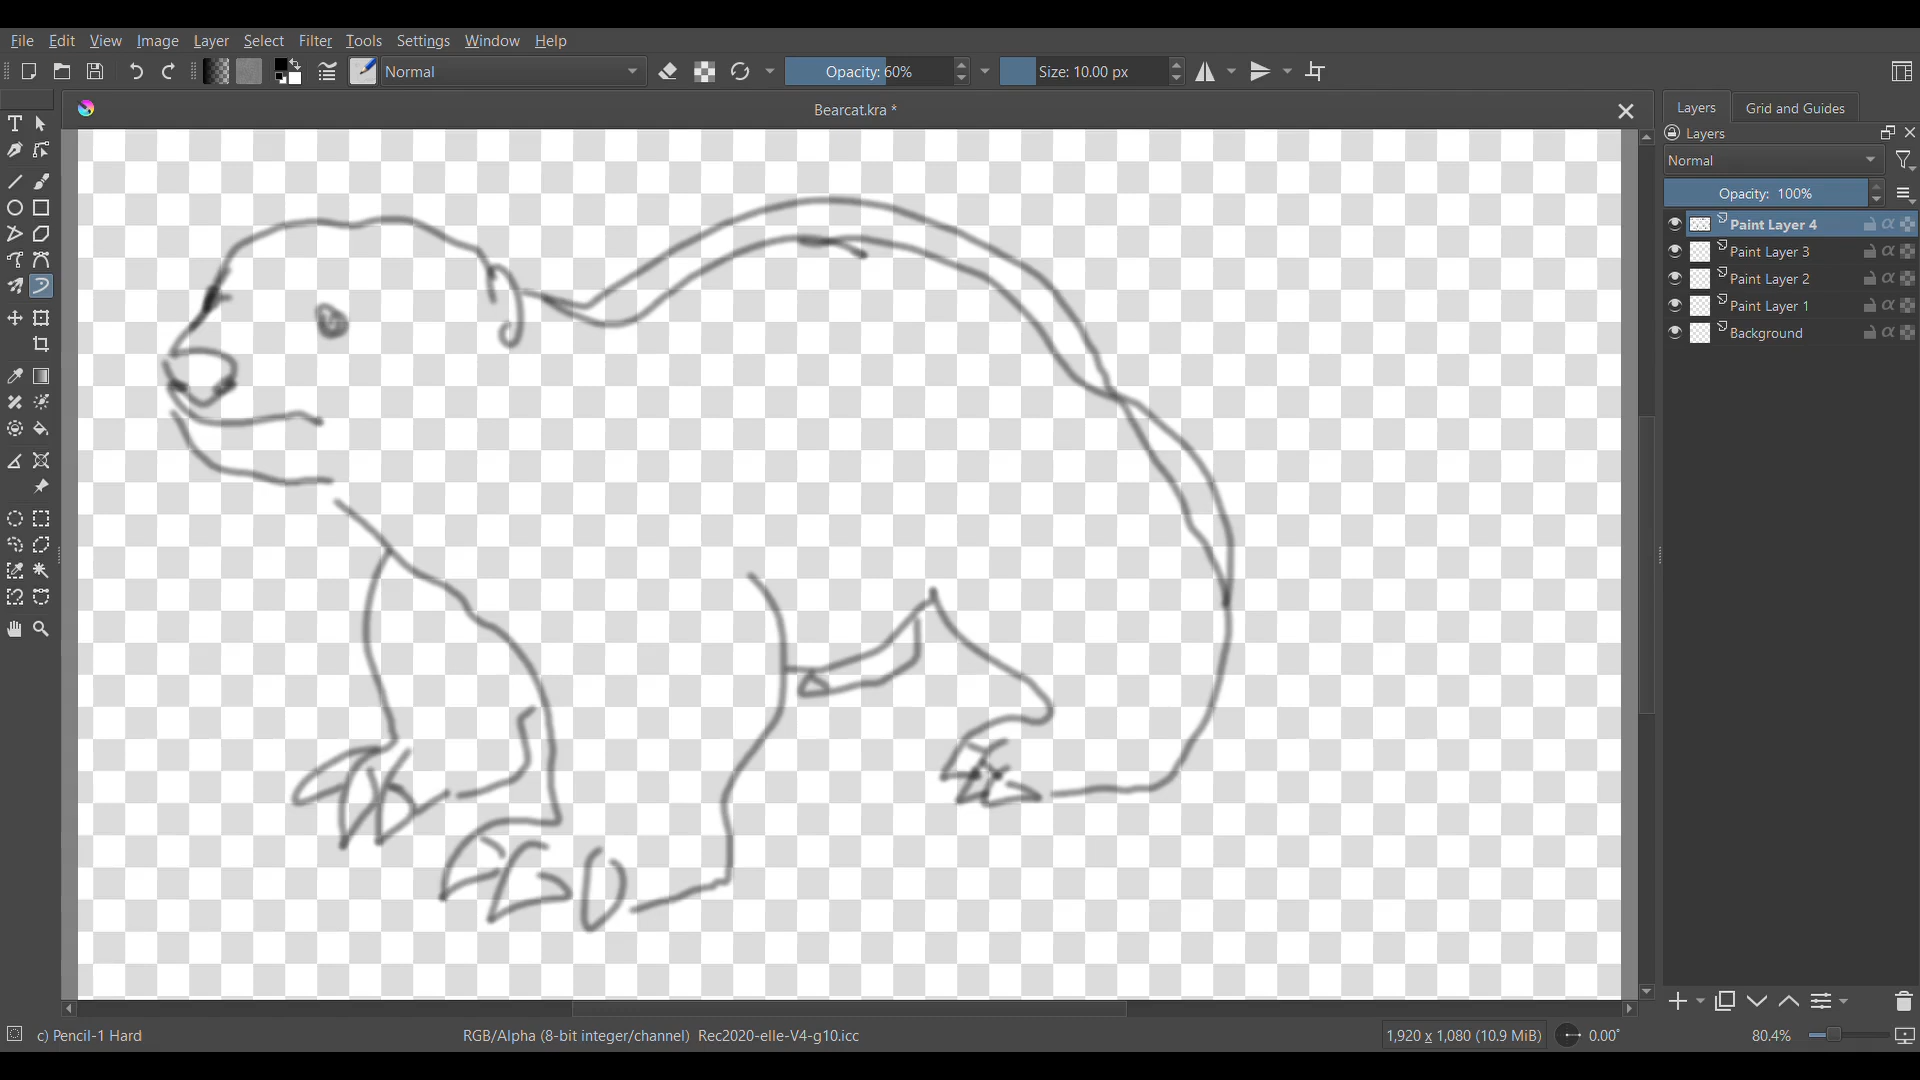 File Edit View Image Layer Select Filter Tools Settings Window Help
Normal Opacity: 60% Size: 10.00 px
Bearcat.kra *
Layers Grid and Guides
Layers
Normal
Opacity: 100%
Paint Layer 4
Paint Layer 3
Paint Layer 2
Paint Layer 1
Background
c) Pencil-1 Hard RGB/Alpha (8-bit integer/channel) Rec2020-elle-V4-g10.icc 1,920 x 1,080 (10.9 MiB) 0.00° 80.4%